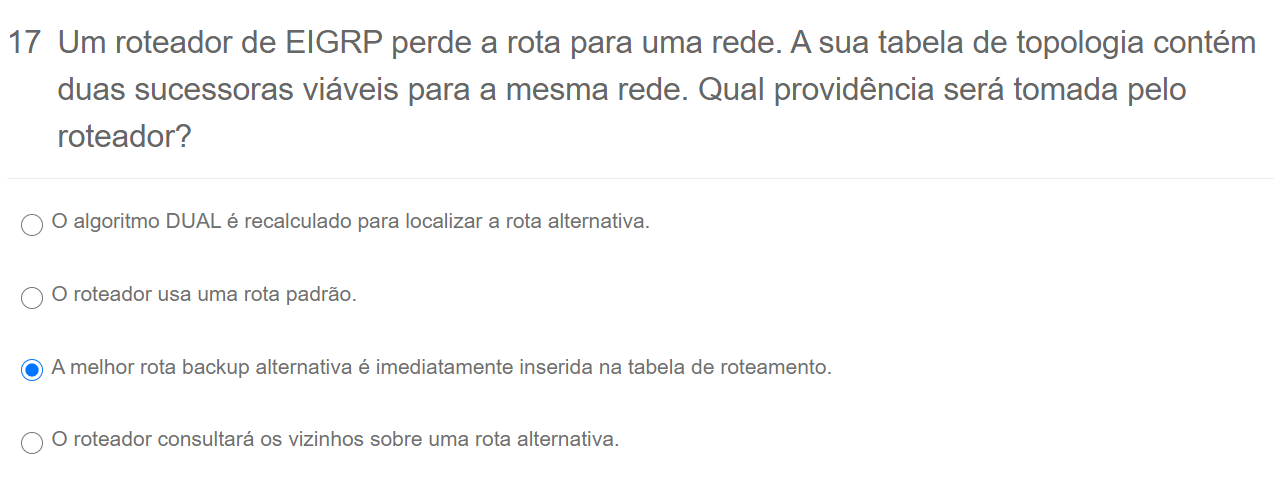 17 Um roteador de EIGRP perde a rota para uma rede. A sua tabela de topologia contém
duas sucessoras viáveis para a mesma rede. Qual providência será tomada pelo
roteador?
O algoritmo DUAL é recalculado para localizar a rota alternativa.
O roteador usa uma rota padrão.
A melhor rota backup alternativa é imediatamente inserida na tabela de roteamento.
O roteador consultará os vizinhos sobre uma rota alternativa.